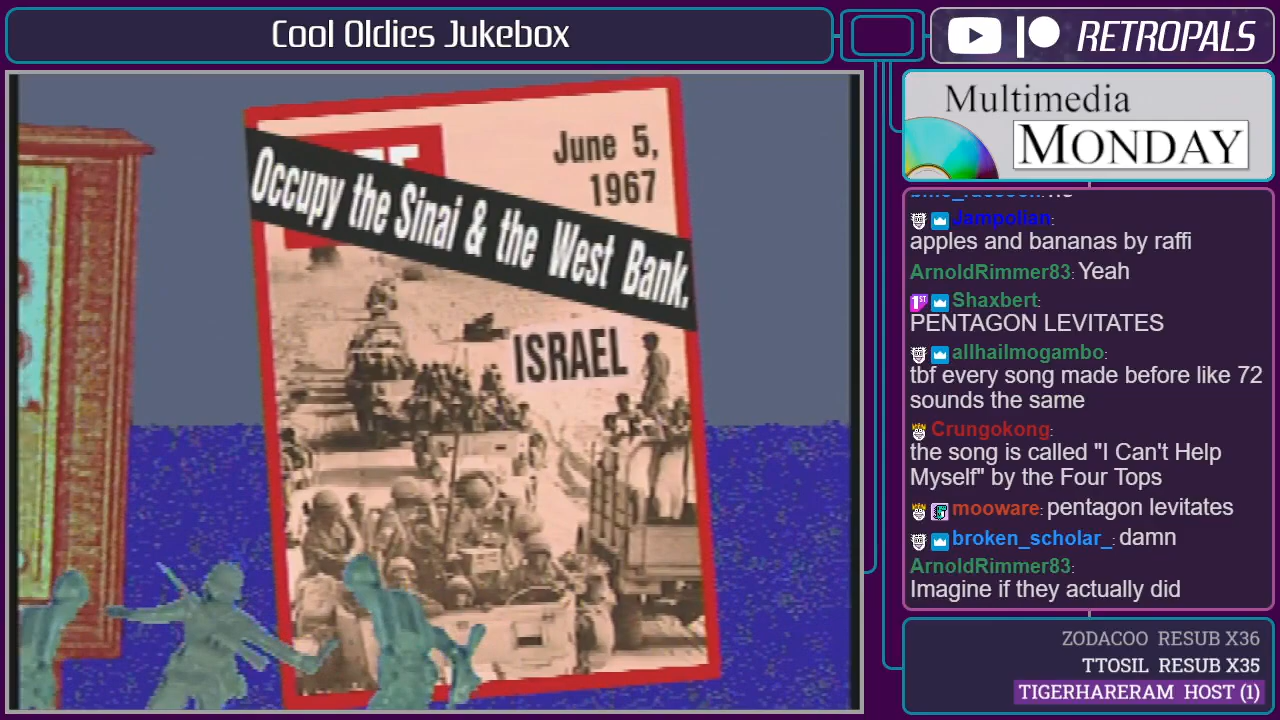 Cool Oldies Jukebox
RETROPALS
Multimedia
MONDAY
June 5,
1967
Occupy the Sinai & the West Bank.
ISRAEL
Jampolian:
apples and bananas by raffi
ArnoldRimmer83: Yeah
1ST Shaxbert:
PENTAGON LEVITATES
allhailmogambo:
tbf every song made before like 72
sounds the same
Crungokong:
the song is called "I Can't Help
Myself" by the Four Tops
mooware: pentagon levitates
broken_scholar_: damn
ArnoldRimmer83:
Imagine if they actually did
ZODACOO RESUB X36
TTOSIL RESUB X35
TIGERHARERAM HOST (1)